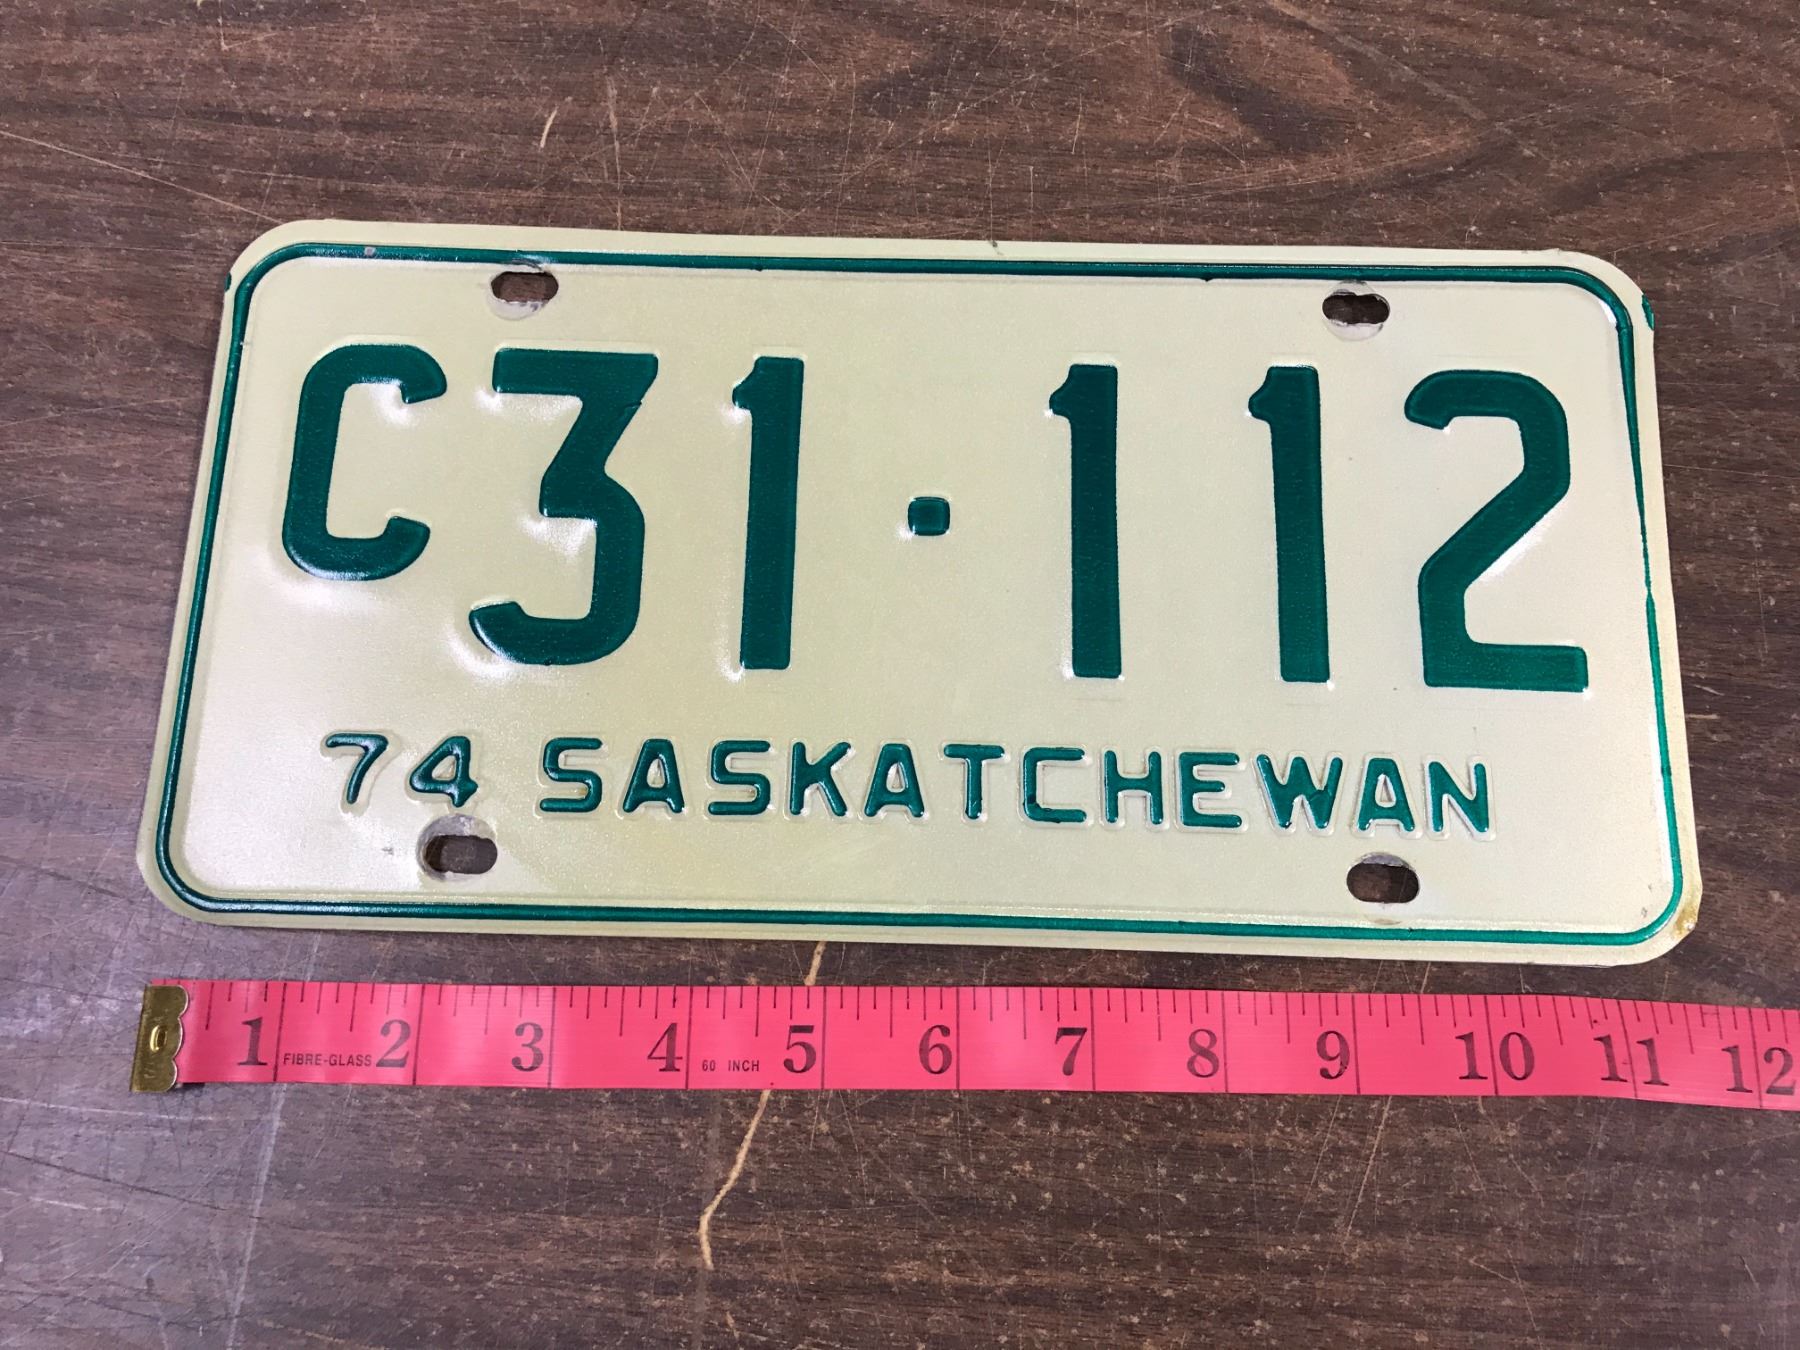 C31·112
74 SASKATCHEWAN
1 FIBRE-GLASS 2 3 4 60 INCH 5 6 7 8 9 10 11 12